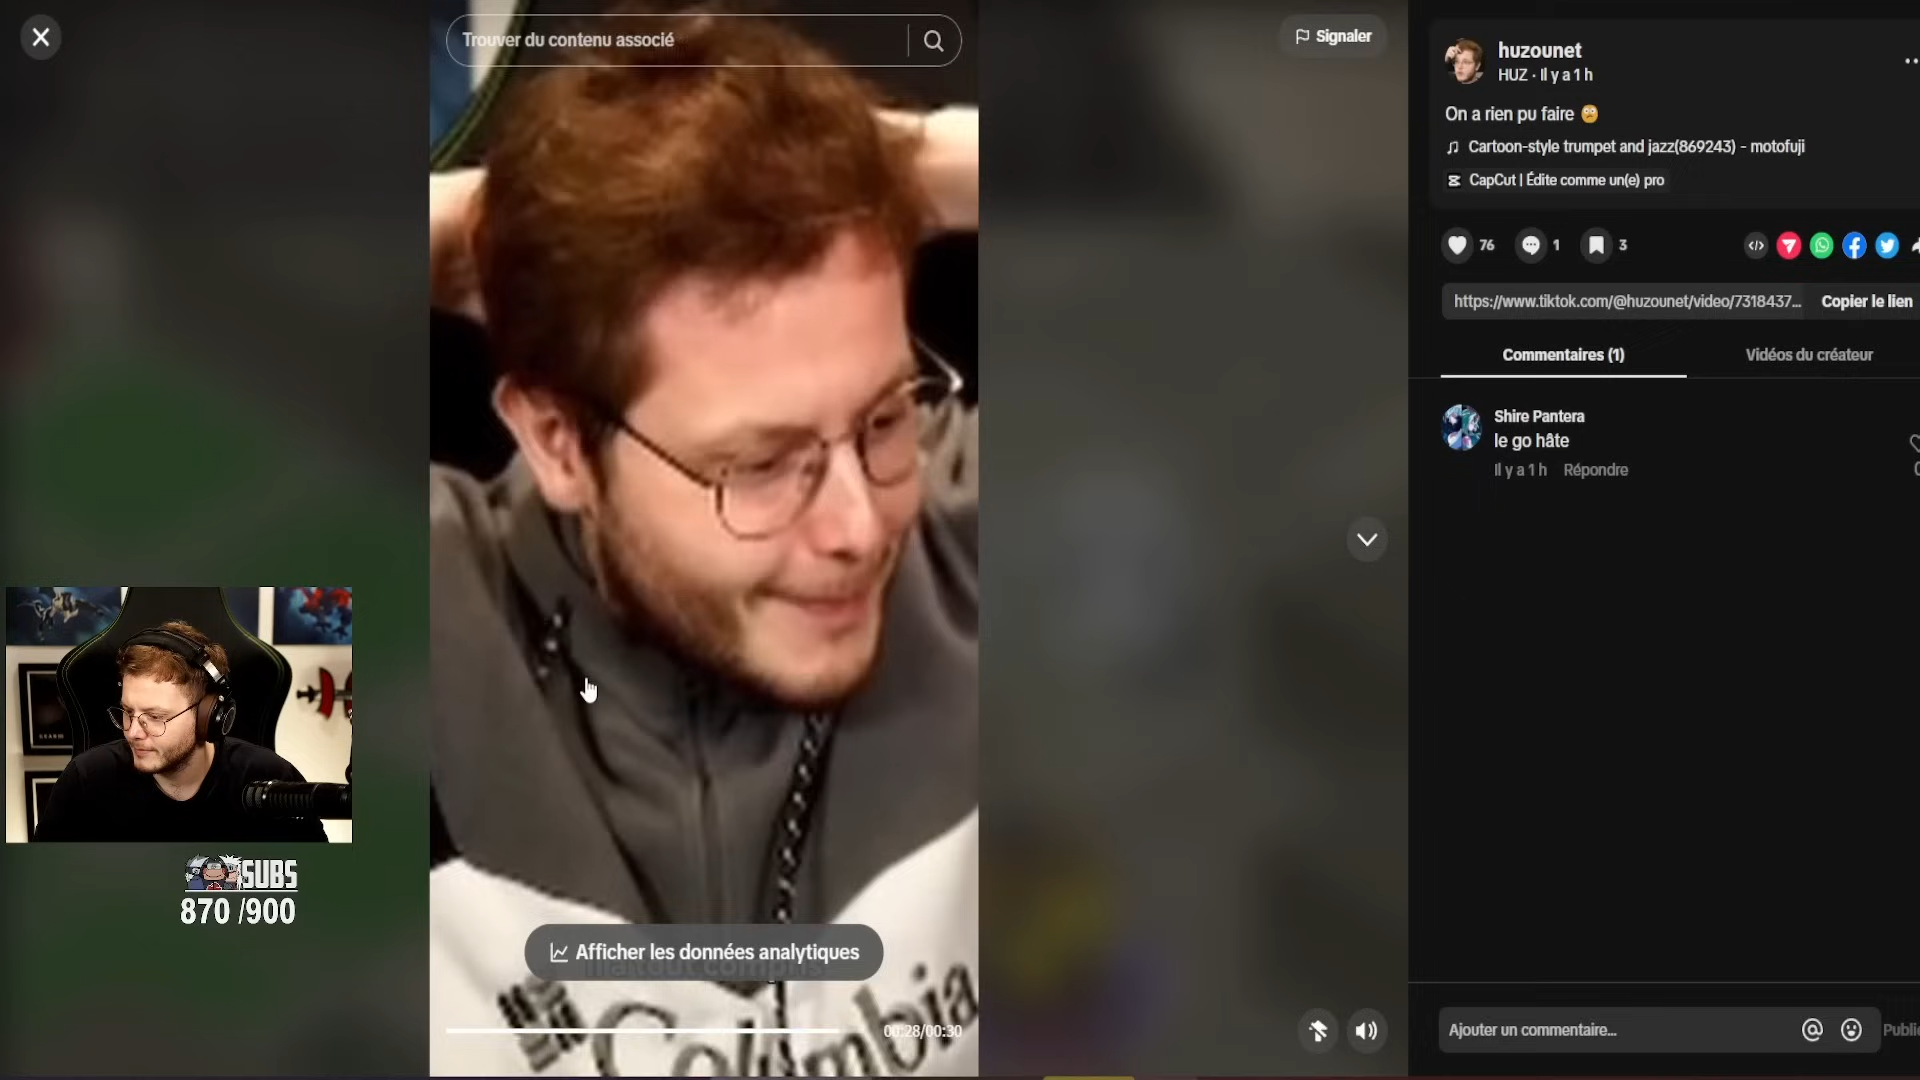 Trouver du contenu associé
Signaler
huzounet
HUZ · Il y a 1 h
On a rien pu faire
Cartoon-style trumpet and jazz(869243) - motofuji
CapCut | Édite comme un(e) pro
76
1
3
https://www.tiktok.com/@huzounet/video/7318437...
Copier le lien
Commentaires (1)
Vidéos du créateur
Shire Pantera
le go hâte
Il y a 1 h
Répondre
SUBS
870 /900
Afficher les données analytiques
Columbia
00:28/00:30
Ajouter un commentaire...